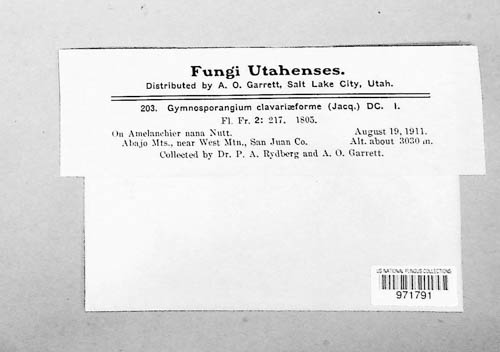 Fungi Utahenses.
Distributed by A. O. Garrett, Salt Lake City, Utah.
203. Gymnosporangium clavariæforme (Jacq.) DC. I.
Fl. Fr. 2: 217. 1805.
On Amelanchier nana Nutt. August 19, 1911.
Abajo Mts., near West Mtn., San Juan Co. Alt. about 3030 m.
Collected by Dr. P. A. Rydberg and A. O. Garrett.
US NATIONAL FUNGUS COLLECTIONS
971791